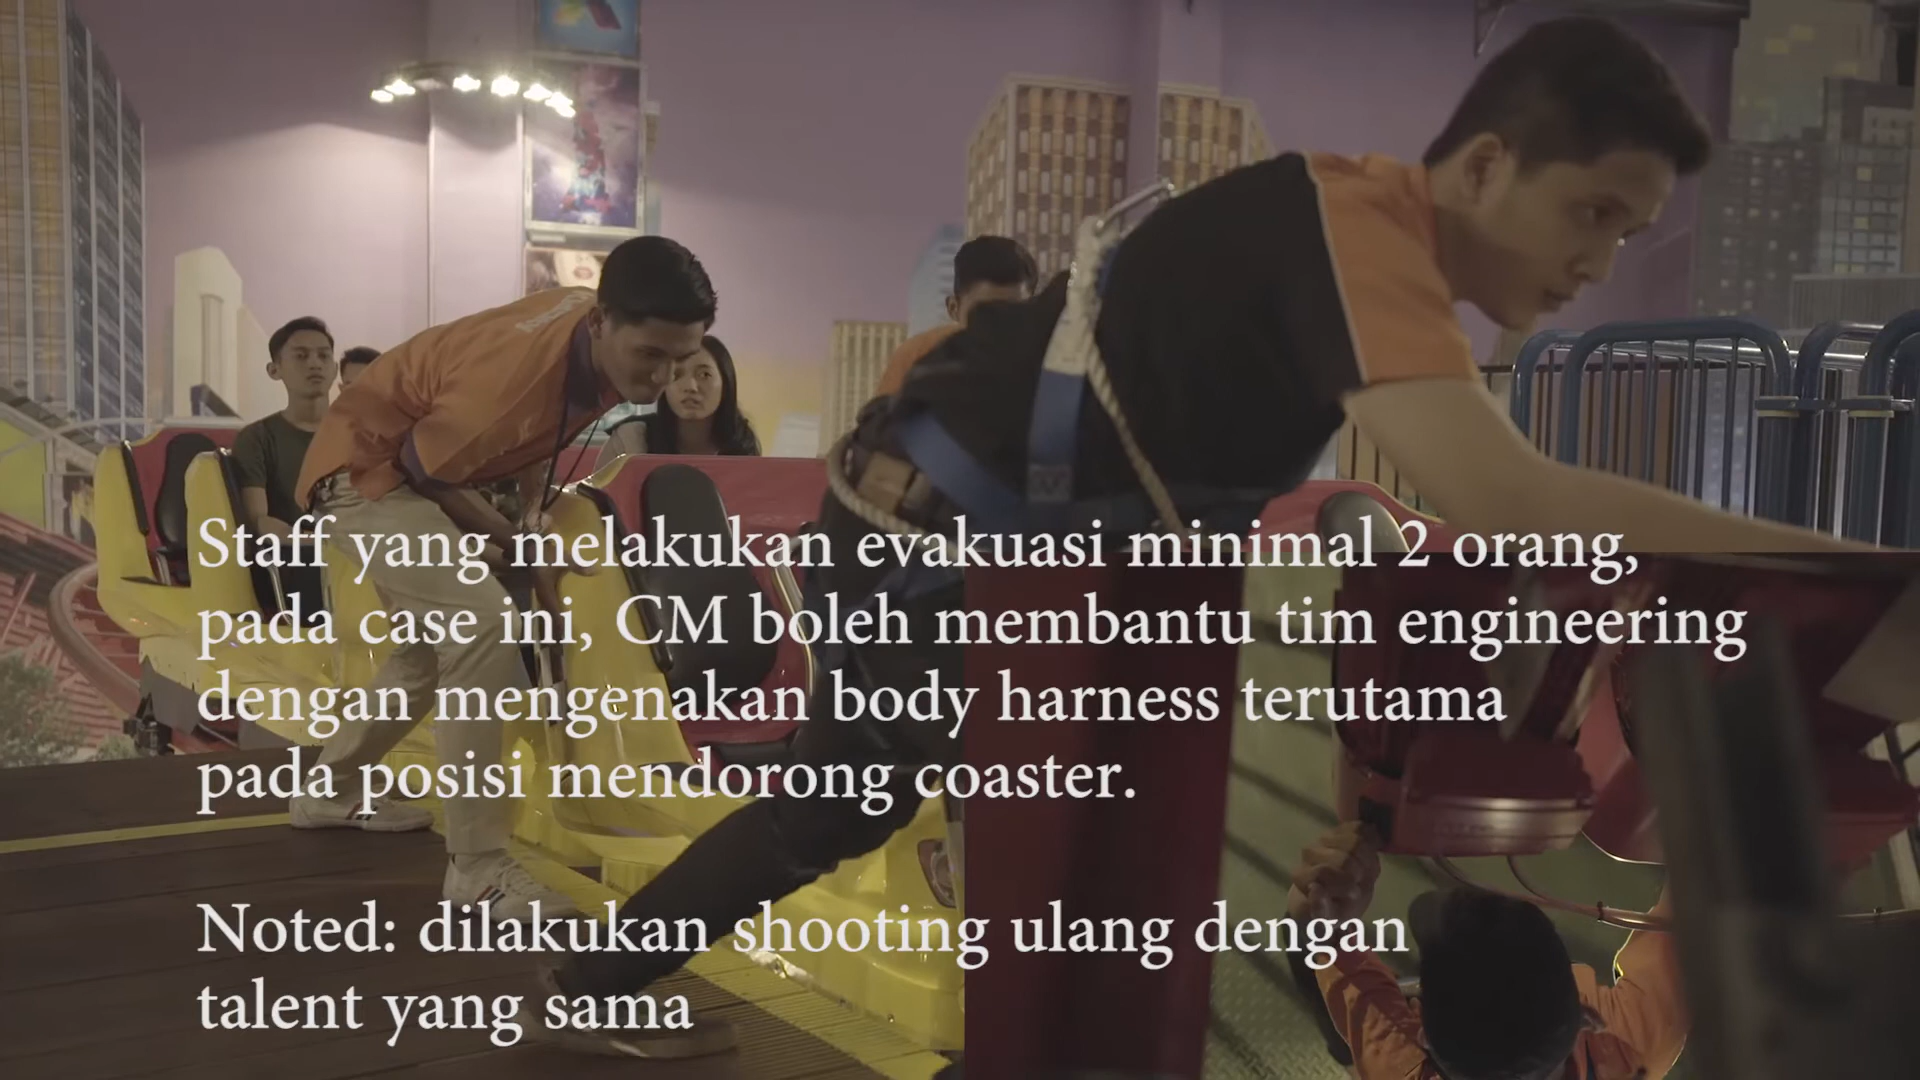 Staff yang melakukan evakuasi minimal 2 orang,
pada case ini, CM boleh membantu tim engineering
dengan mengenakan body harness terutama
pada posisi mendorong coaster.
Noted: dilakukan shooting ulang dengan
talent yang sama